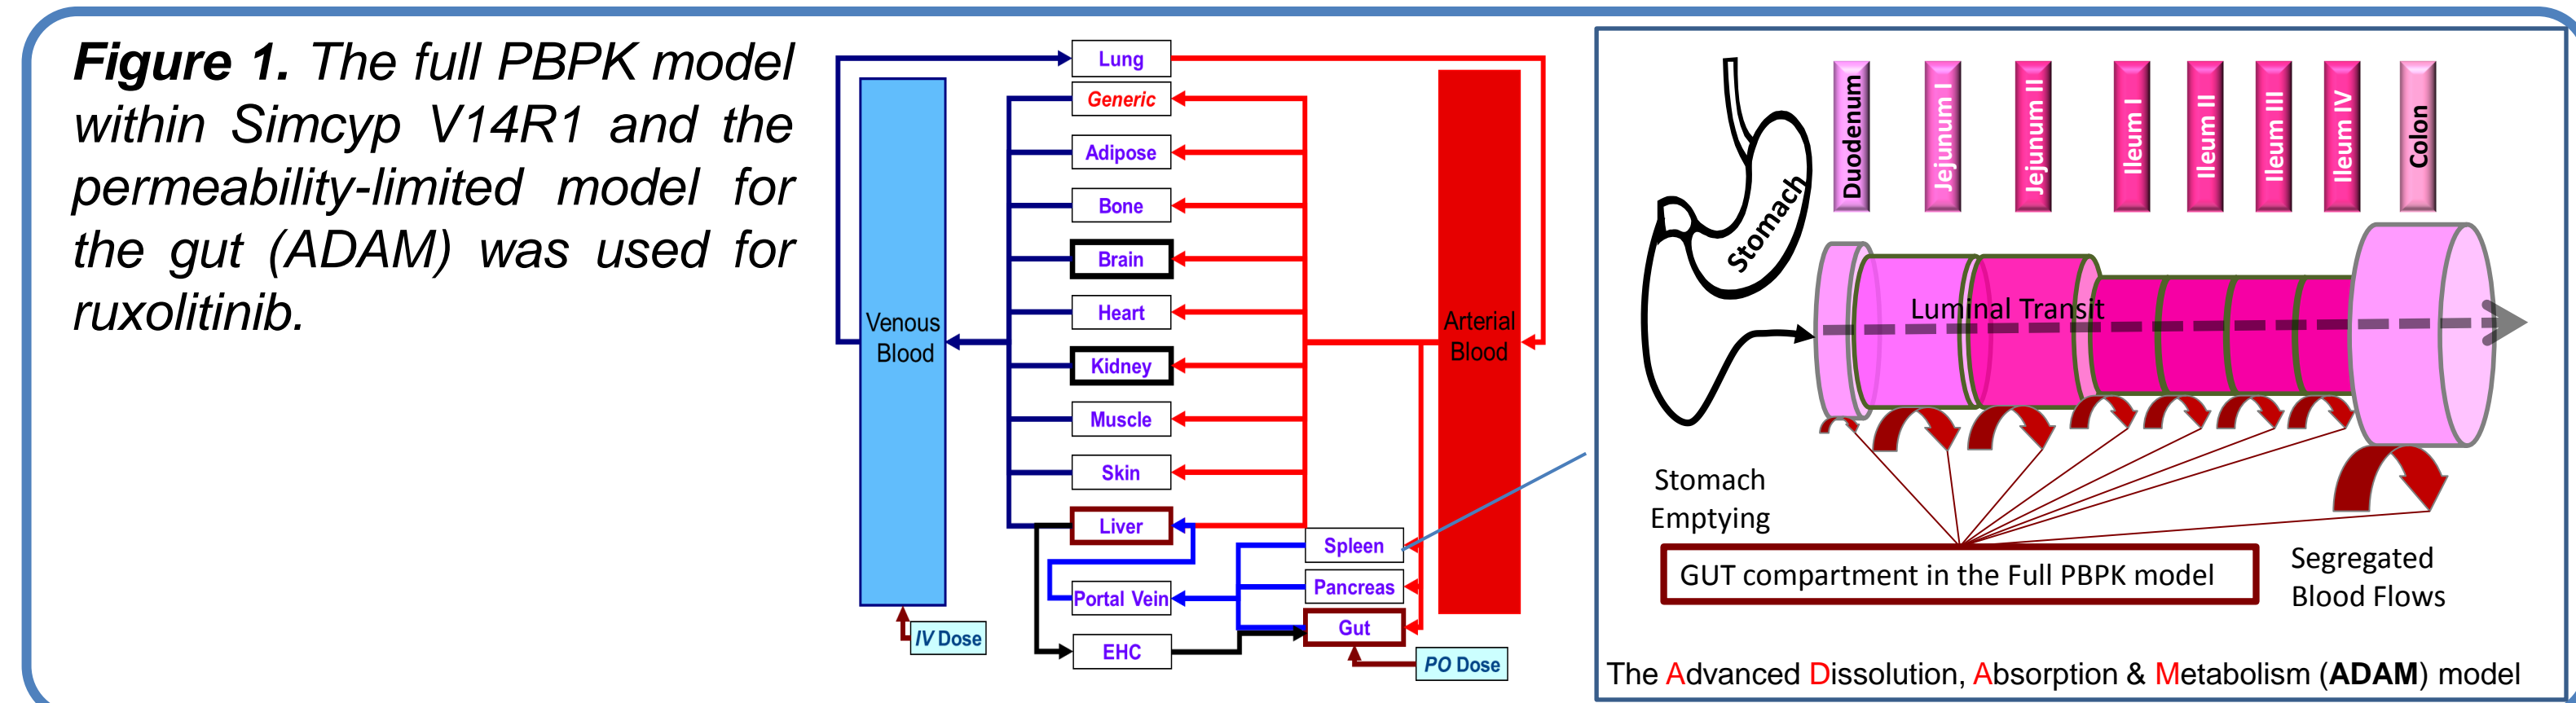 Figure 1. The full PBPK model
within Simcyp V14R1 and the
permeability-limited model for
the gut (ADAM) was used for
ruxolitinib.
Venous
Blood
IV Dose
Lung
Generic
Adipose
Bone
Brain
Heart
Kidney
Muscle
Skin
Liver
Portal Vein
EHC
Spleen
Pancreas
Gut
PO Dose
Arterial
Blood
Stomach
Duodenum
Jejunum I
Jejunum II
Ileum I
Ileum II
Ileum III
Ileum IV
Colon
Luminal Transit
Stomach
Emptying
GUT compartment in the Full PBPK model
Segregated
Blood Flows
The Advanced Dissolution, Absorption & Metabolism (ADAM) model